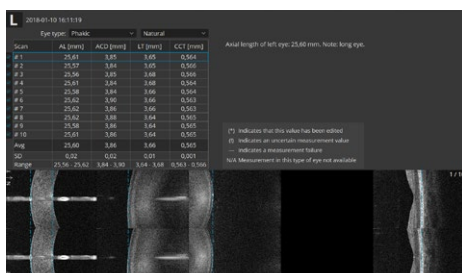 L 2018-01-10 16:11:19
Eye type: Phakic Natural
Scan AL [mm] ACD [mm] LT [mm] CCT [mm]
# 1 25,61 3,85 3,65 0,564
# 2 25,57 3,84 3,65 0,566
# 3 25,56 3,85 3,68 0,566
# 4 25,61 3,84 3,68 0,565
# 5 25,58 3,84 3,66 0,564
# 6 25,62 3,90 3,66 0,563
# 7 25,62 3,86 3,66 0,563
# 8 25,62 3,88 3,64 0,565
# 9 25,58 3,86 3,64 0,565
# 10 25,61 3,86 3,64 0,565
Avg 25,60 3,86 3,66 0,565
SD 0,02 0,02 0,01 0,001
Range 25,56 - 25,62 3,84 - 3,90 3,64 - 3,68 0,563 - 0,566
Axial length of left eye: 25,60 mm. Note: long eye.
(*) Indicates that this value has been edited
(!) Indicates an uncertain measurement value
--- Indicates a measurement failure
N/A Measurement in this type of eye not available